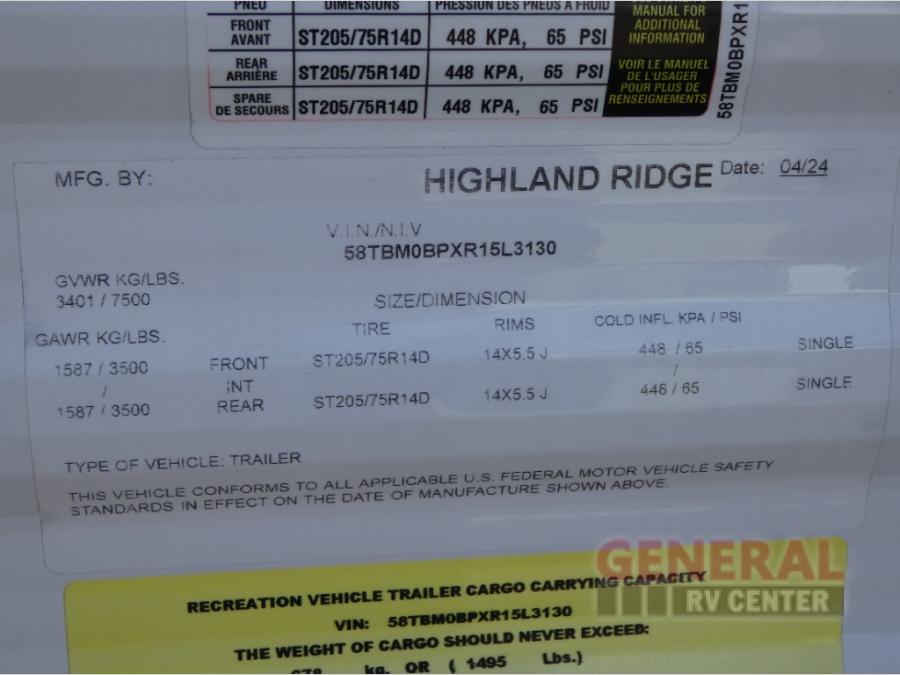 PNEU DIMENSIONS PRESSION DES PNEUS A FROID
FRONT
AVANT ST205/75R14D 448 KPA, 65 PSI
REAR
ARRIÈRE ST205/75R14D 448 KPA, 65 PSI
SPARE
DE SECOURS ST205/75R14D 448 KPA, 65 PSI
MANUAL FOR
ADDITIONAL
INFORMATION
VOIR LE MANUEL
DE L'USAGER
POUR PLUS DE
RENSEIGNEMENTS
58TBM0BPXR1
MFG. BY: HIGHLAND RIDGE Date: 04/24
V.I.N./N.I.V
58TBM0BPXR15L3130
GVWR KG/LBS.
3401 / 7500 SIZE/DIMENSION
GAWR KG/LBS. TIRE RIMS COLD INFL. KPA / PSI
1587 / 3500 FRONT ST205/75R14D 14X5.5 J 448 / 65 SINGLE
/ INT /
1587 / 3500 REAR ST205/75R14D 14X5.5 J 448 / 65 SINGLE
TYPE OF VEHICLE: TRAILER
THIS VEHICLE CONFORMS TO ALL APPLICABLE U.S. FEDERAL MOTOR VEHICLE SAFETY
STANDARDS IN EFFECT ON THE DATE OF MANUFACTURE SHOWN ABOVE.
RECREATION VEHICLE TRAILER CARGO CARRYING CAPACITY
VIN: 58TBM0BPXR15L3130
THE WEIGHT OF CARGO SHOULD NEVER EXCEED:
678 kg. OR ( 1495 Lbs.)
GENERAL
RV CENTER